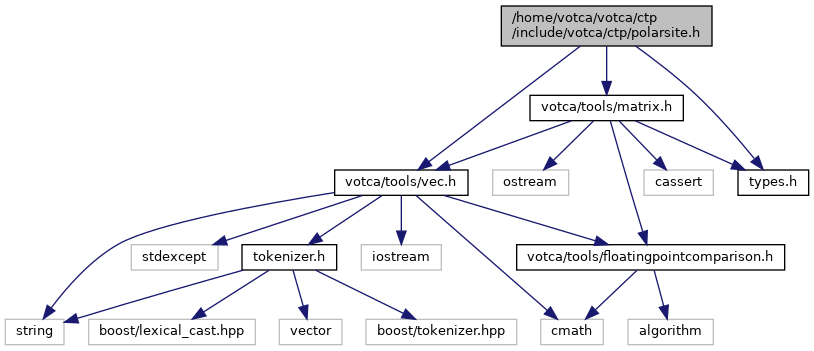 /home/votca/votca/ctp
/include/votca/ctp/polarsite.h
votca/tools/matrix.h
votca/tools/vec.h
ostream
cassert
types.h
stdexcept
tokenizer.h
iostream
votca/tools/floatingpointcomparison.h
string
boost/lexical_cast.hpp
vector
boost/tokenizer.hpp
cmath
algorithm